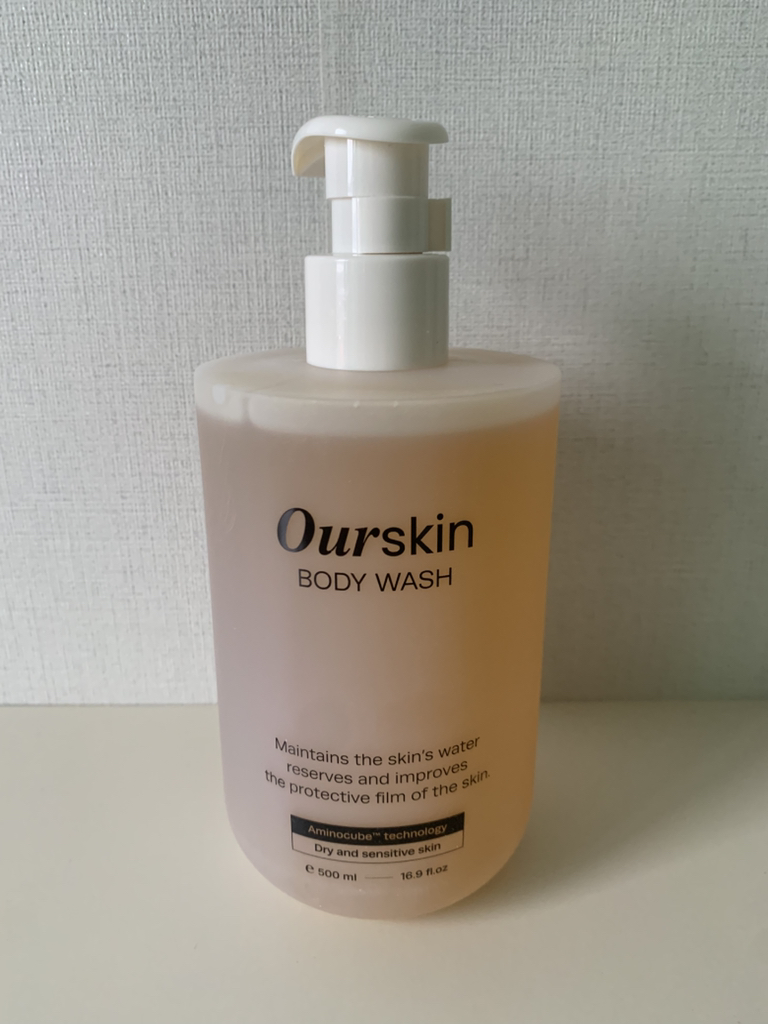 Ourskin
BODY WASH
Maintains the skin's water
reserves and improves
the protective film of the skin.
Aminocube™ technology
Dry and sensitive skin
℮ 500 ml — 16.9 fl.oz